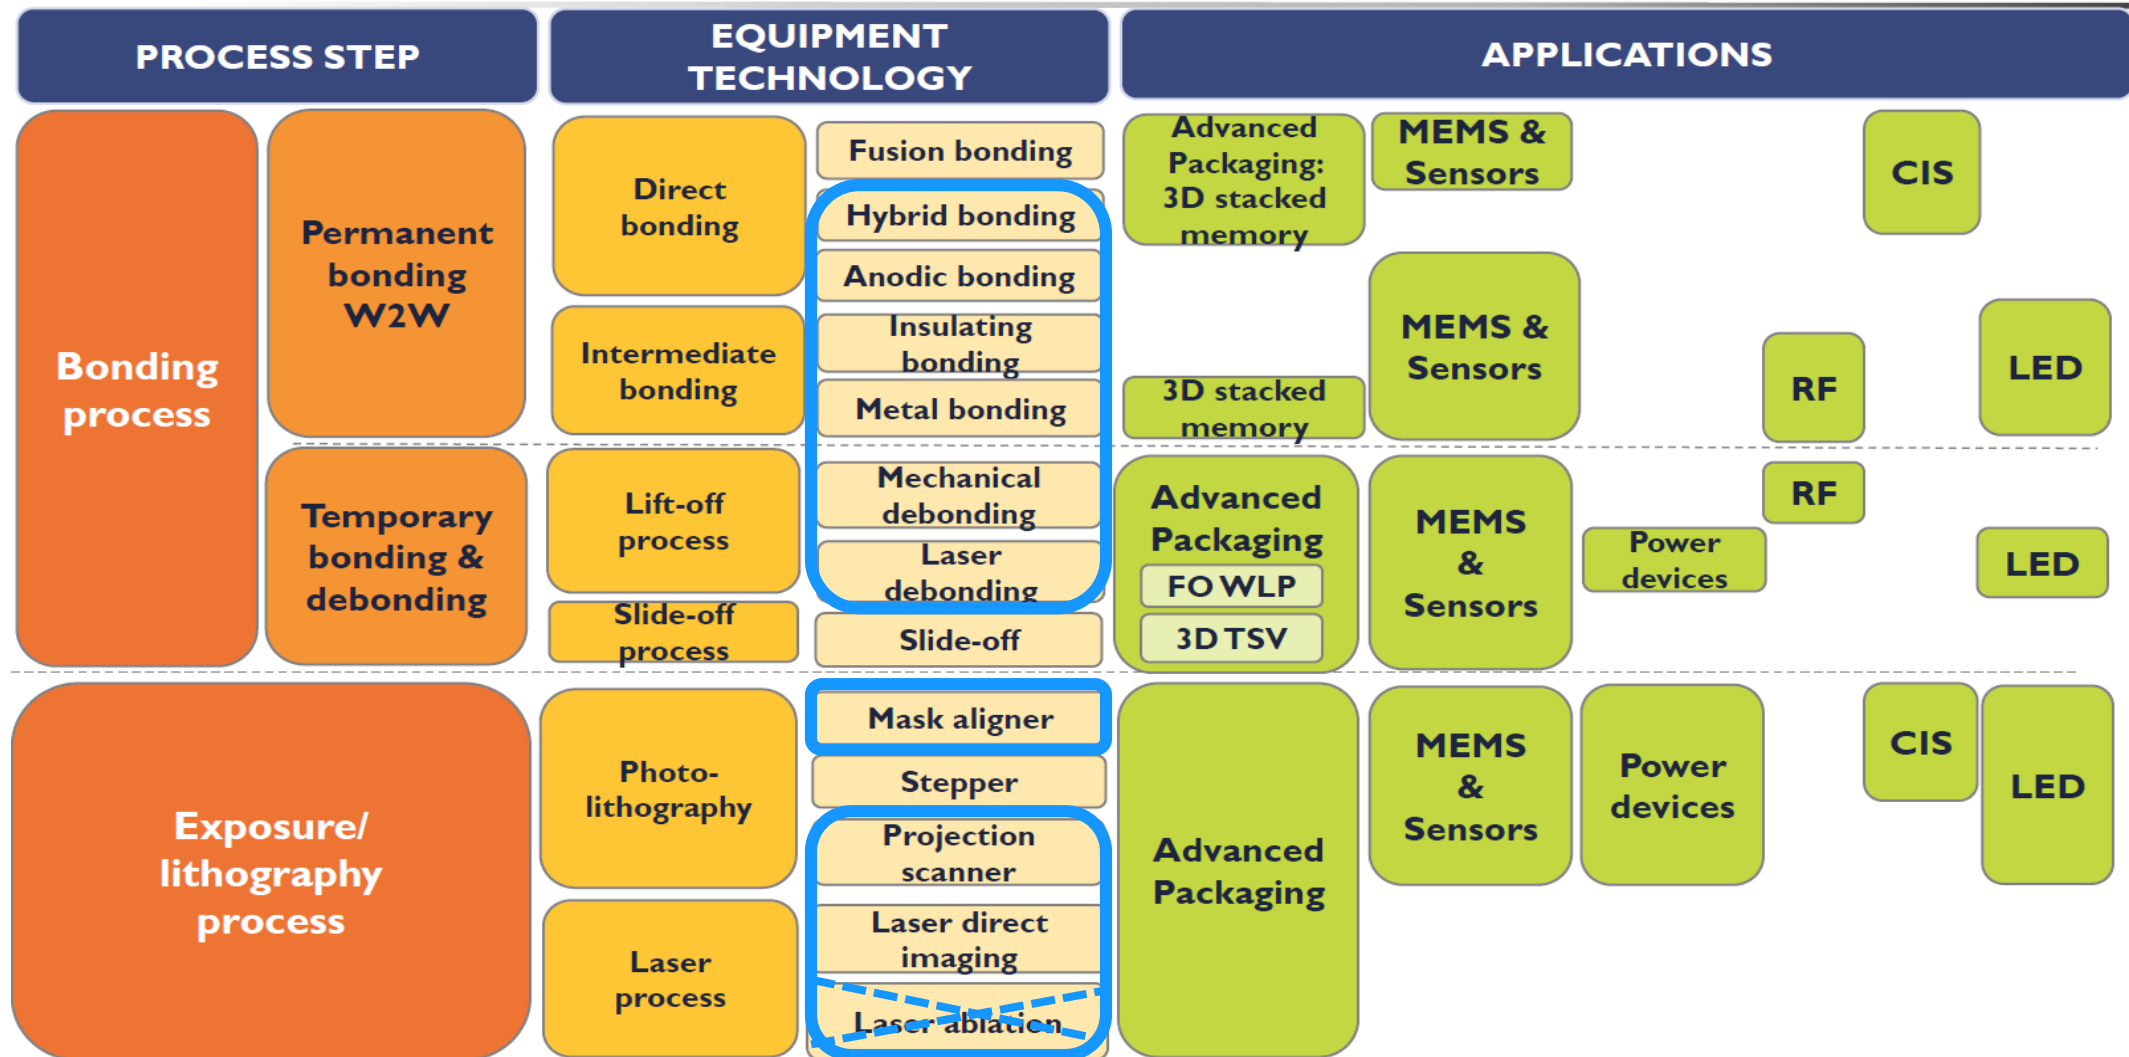 PROCESS STEP
EQUIPMENT
TECHNOLOGY
APPLICATIONS
Bonding
process
Permanent
bonding
W2W
Direct
bonding
Fusion bonding
Hybrid bonding
Anodic bonding
Intermediate
bonding
Insulating
bonding
Metal bonding
Advanced
Packaging:
3D stacked
memory
MEMS &
Sensors
CIS
MEMS &
Sensors
3D stacked
memory
RF
LED
Temporary
bonding &
debonding
Lift-off
process
Mechanical
debonding
Laser
debonding
Slide-off
process
Slide-off
Advanced
Packaging
FO WLP
3D TSV
MEMS
&
Sensors
Power
devices
RF
LED
Exposure/
lithography
process
Photo-
lithography
Mask aligner
Stepper
Projection
scanner
Laser
process
Laser direct
imaging
Laser ablation
Advanced
Packaging
MEMS
&
Sensors
Power
devices
CIS
LED